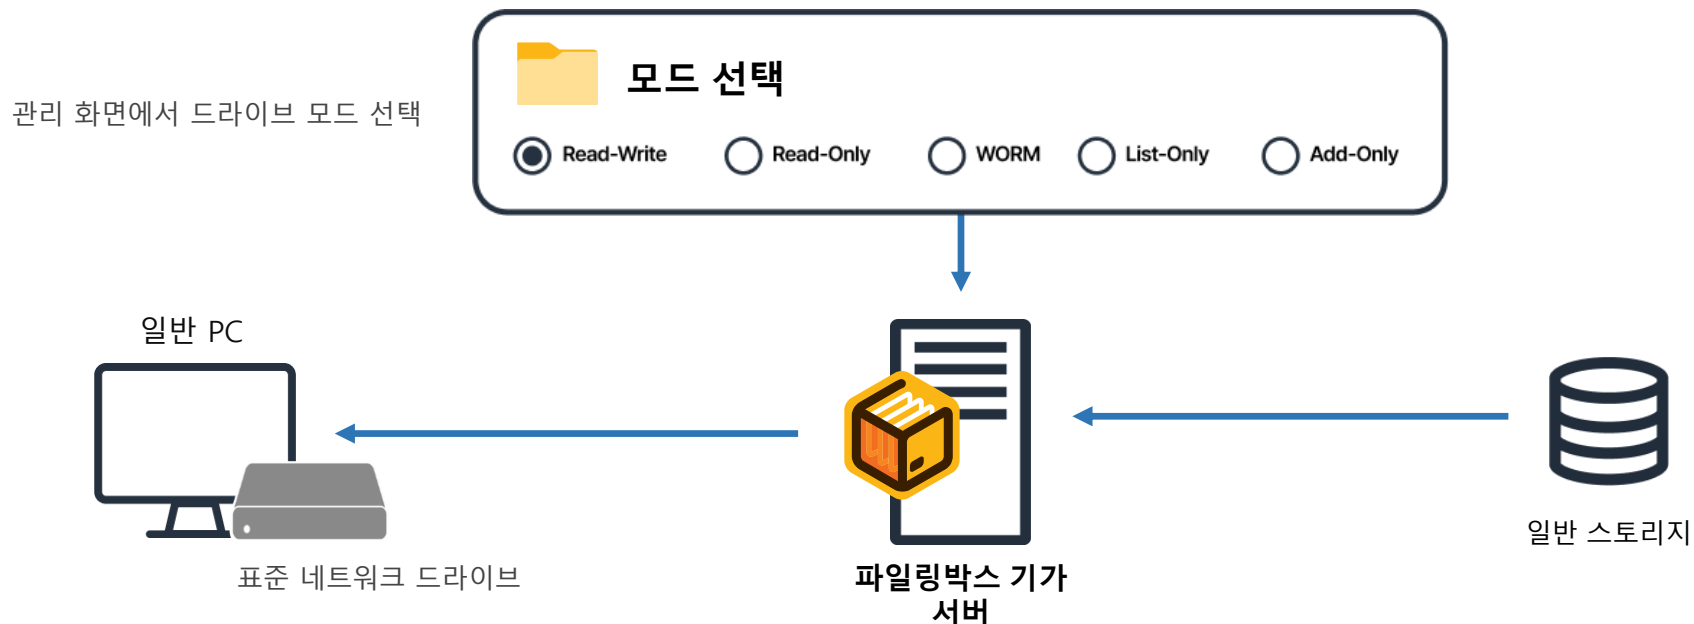 모드 선택
관리 화면에서 드라이브 모드 선택
Read-Write Read-Only WORM List-Only Add-Only
일반 PC
일반 스토리지
표준 네트워크 드라이브
파일링박스 기가
서버